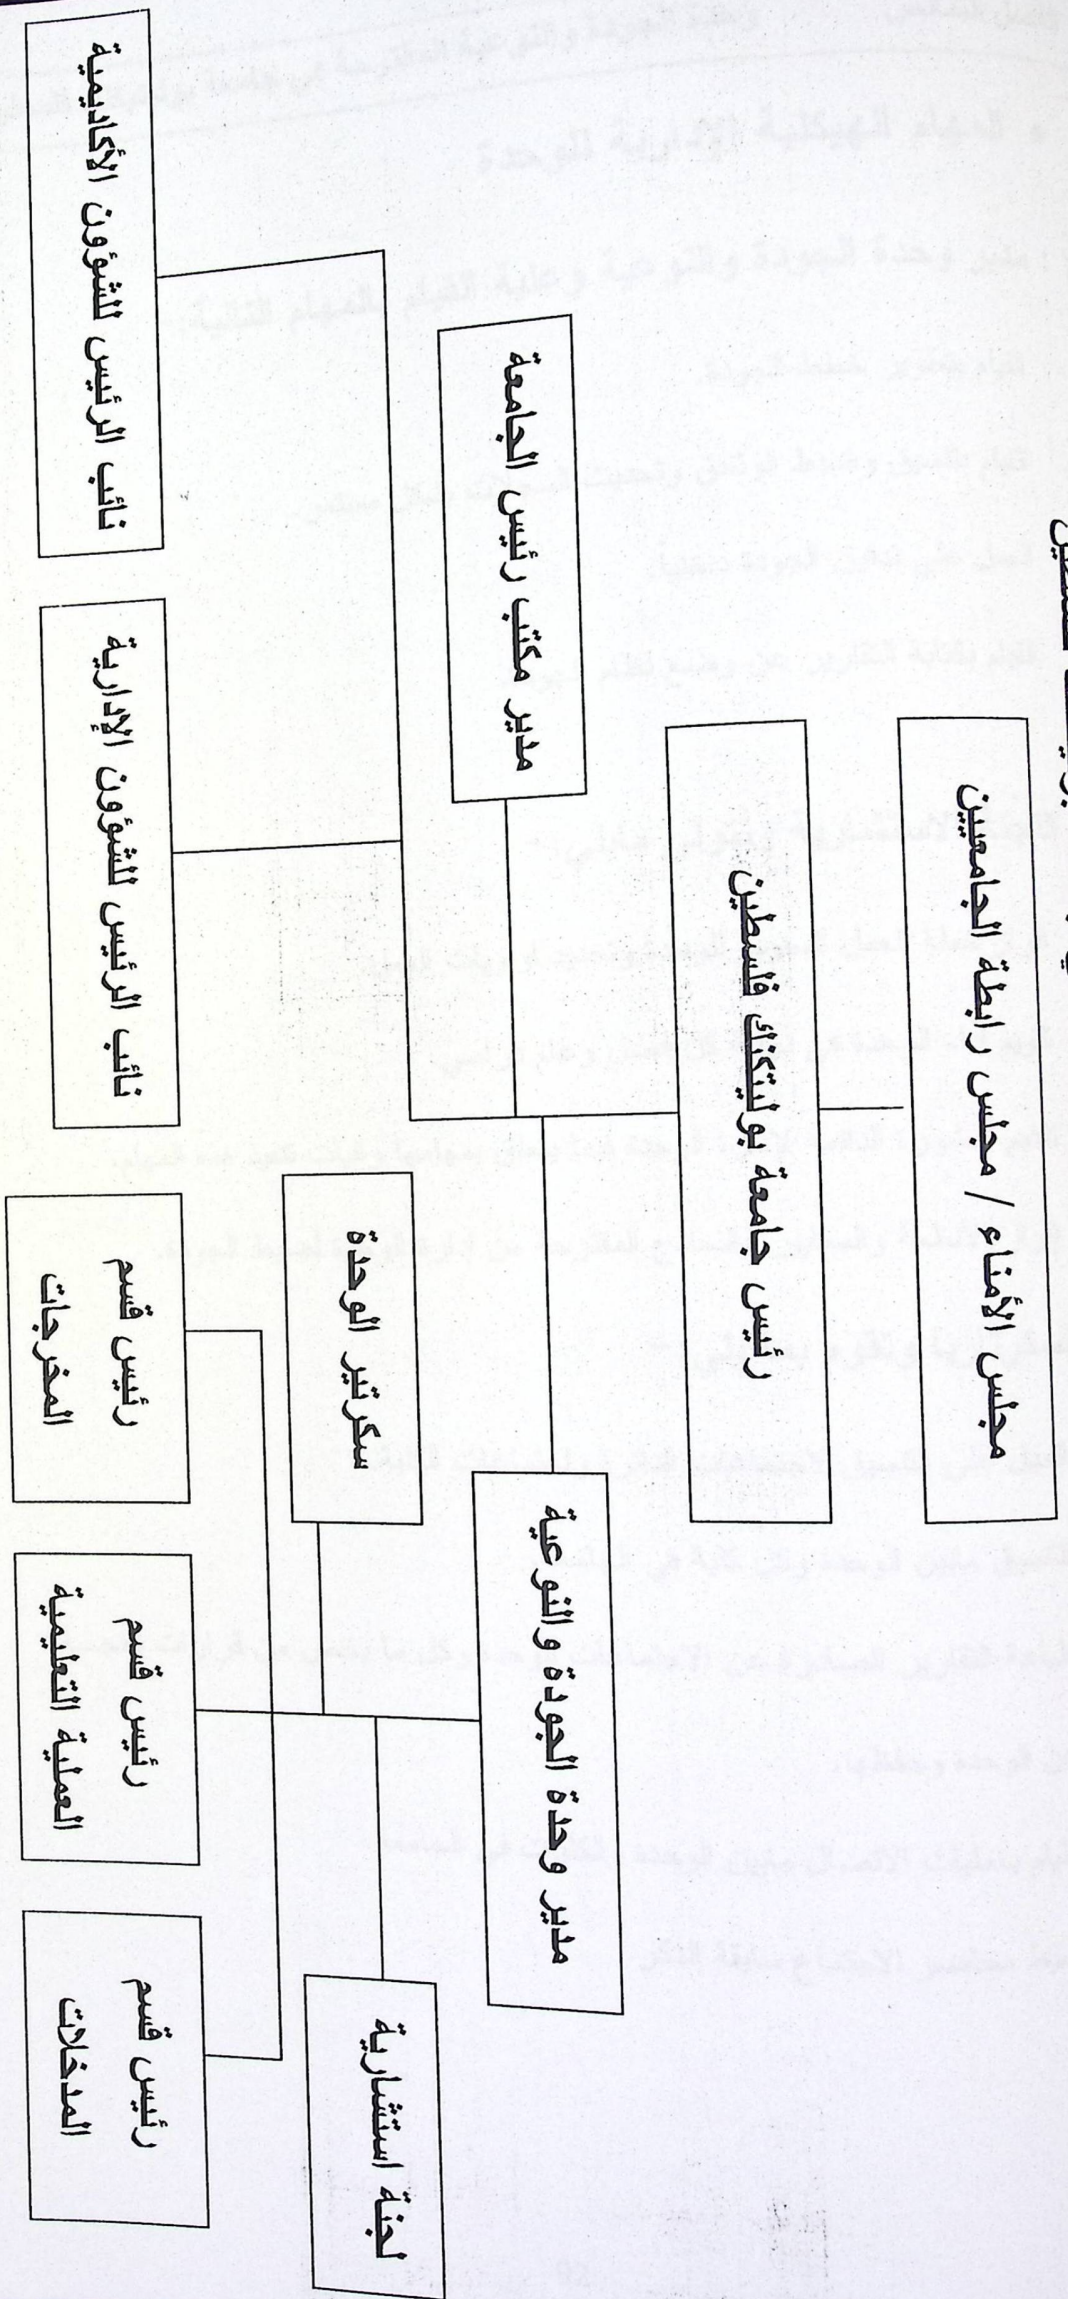 مجلس الأمناء / مجلس رابطة الجامعيين
رئيس جامعة بوليتكنك فلسطين
مدير مكتب رئيس الجامعة
مدير وحدة الجودة والنوعية
نائب الرئيس للشؤون الأكاديمية
نائب الرئيس للشؤون الإدارية
سكرتير الوحدة
لجنة استشارية
رئيس قسم
المدخلات
رئيس قسم
العملية التعليمية
رئيس قسم
المخرجات